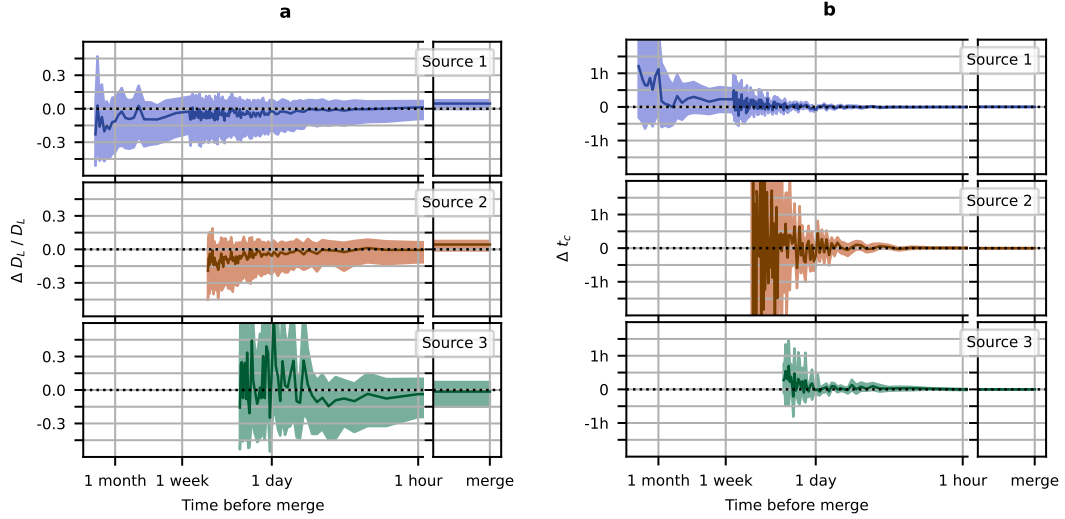 a
0.3
0.0
-0.3
Source 1
0.3
0.0
-0.3
Source 2
0.3
0.0
-0.3
Source 3
Δ D_L / D_L
1 month
1 week
1 day
1 hour
merge
Time before merge
b
1h
0
-1h
Source 1
1h
0
-1h
Source 2
1h
0
-1h
Source 3
Δ t_c
1 month
1 week
1 day
1 hour
merge
Time before merge